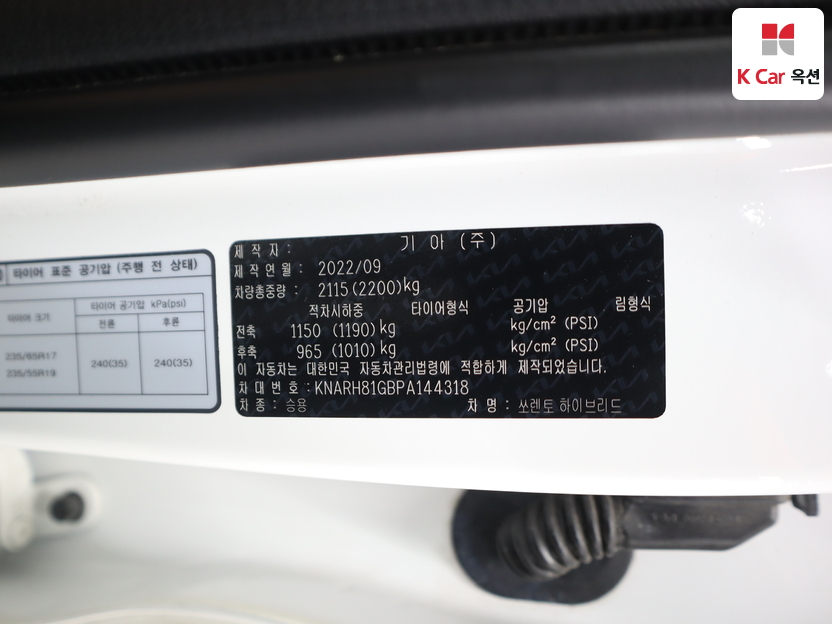 K Car 옥션
타이어 표준 공기압 (주행 전 상태)
타이어 크기 타이어 공기압 kPa(psi)
전륜 후륜
235/65R17
235/55R19
240(35) 240(35)
제작자 : 기아(주)
제작연월 : 2022/09
차량총중량 : 2115(2200)kg
적차시하중 타이어형식 공기압 림형식
전축 1150(1190)kg kg/cm² (PSI)
후축 965(1010)kg kg/cm² (PSI)
이 자동차는 대한민국 자동차관리법령에 적합하게 제작되었습니다.
차대번호 : KNARH81GBPA144318
차종 : 승용 차명 : 쏘렌토 하이브리드